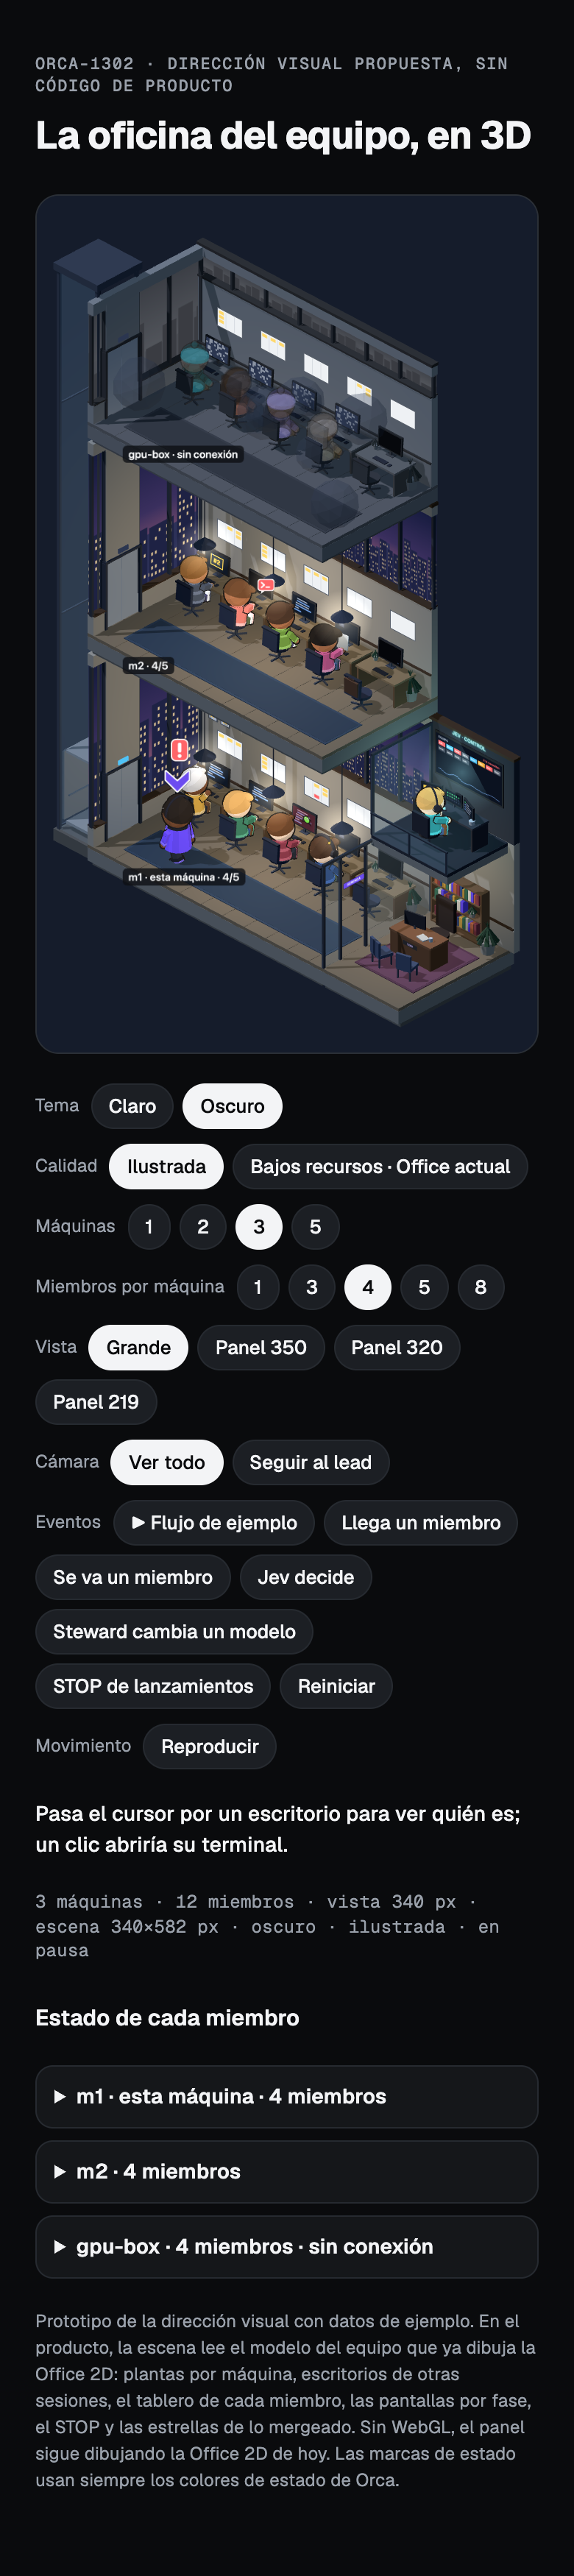 ORCA-1302 · DIRECCIÓN VISUAL PROPUESTA, SIN
CÓDIGO DE PRODUCTO
La oficina del equipo, en 3D
gpu-box · sin conexión
m2 · 4/5
JEV · CONTROL
m1 · esta máquina · 4/5
Tema Claro Oscuro
Calidad Ilustrada Bajos recursos · Office actual
Máquinas 1 2 3 5
Miembros por máquina 1 3 4 5 8
Vista Grande Panel 350 Panel 320
Panel 219
Cámara Ver todo Seguir al lead
Eventos ▶ Flujo de ejemplo Llega un miembro
Se va un miembro Jev decide
Steward cambia un modelo
STOP de lanzamientos Reiniciar
Movimiento Reproducir
Pasa el cursor por un escritorio para ver quién es;
un clic abriría su terminal.
3 máquinas · 12 miembros · vista 340 px ·
escena 340×582 px · oscuro · ilustrada · en
pausa
Estado de cada miembro
▶ m1 · esta máquina · 4 miembros
▶ m2 · 4 miembros
▶ gpu-box · 4 miembros · sin conexión
Prototipo de la dirección visual con datos de ejemplo. En el
producto, la escena lee el modelo del equipo que ya dibuja la
Office 2D: plantas por máquina, escritorios de otras
sesiones, el tablero de cada miembro, las pantallas por fase,
el STOP y las estrellas de lo mergeado. Sin WebGL, el panel
sigue dibujando la Office 2D de hoy. Las marcas de estado
usan siempre los colores de estado de Orca.